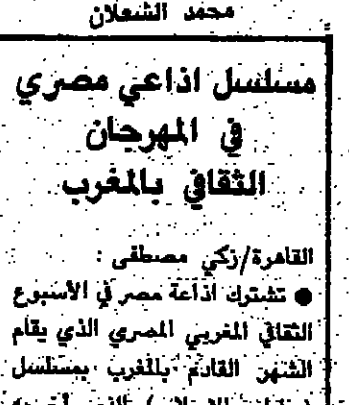 محمد الشعلان
مسلسل اذاعي مصري
في المهرجان
الثقافي بالمغرب
القاهرة/زكي مصطفى :
● تشترك اذاعة مصر في الأسبوع
الثقافي المغربي المصري الذي يقام
الشهر القادم بالمغرب بمسلسل